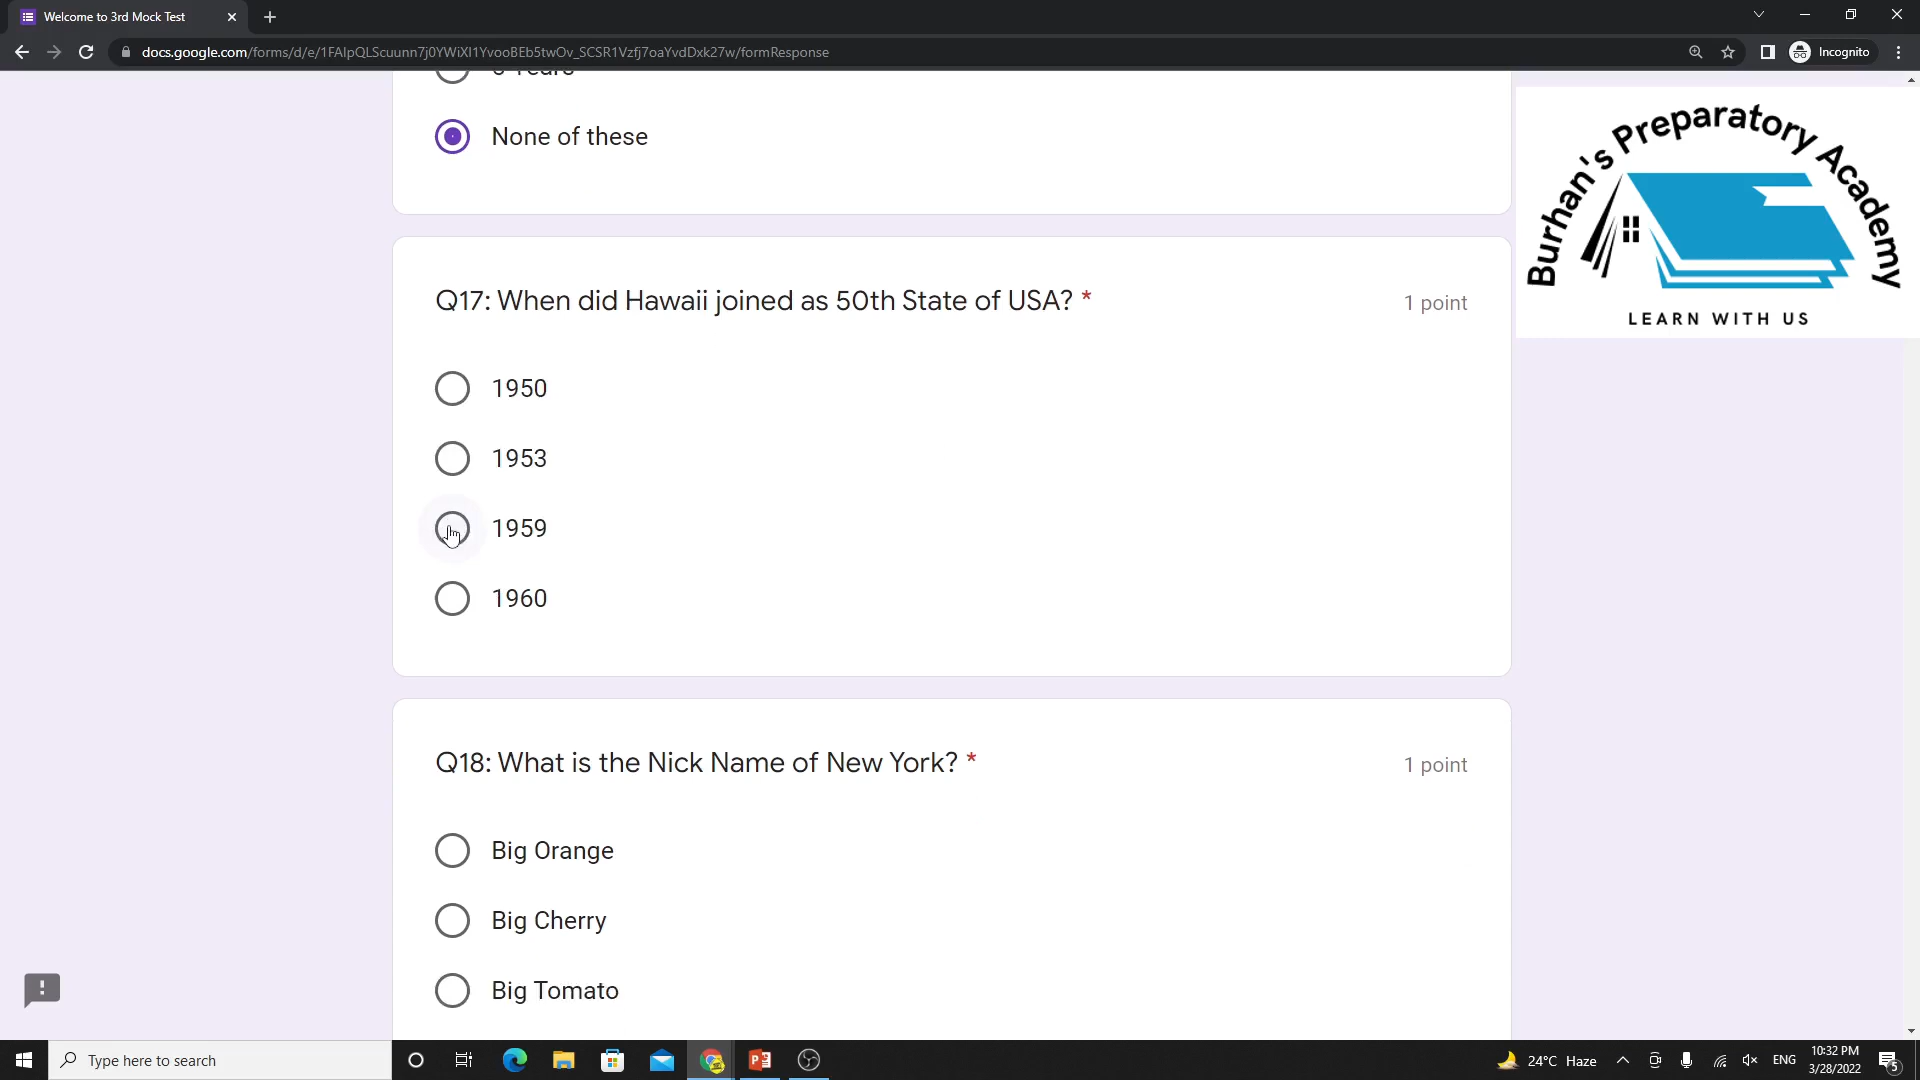 Welcome to 3rd Mock Test
docs.google.com/forms/d/e/1FAIpQLScuunn7j0YWiXI1YvooBEb5twOv_SCSR1Vzfj7oaYvdDxk27w/formResponse
Incognito
None of these
Burhan's Preparatory Academy
LEARN WITH US
Q17: When did Hawaii joined as 50th State of USA? *
1 point
1950
1953
1959
1960
Q18: What is the Nick Name of New York? *
1 point
Big Orange
Big Cherry
Big Tomato
Type here to search
24°C Haze
ENG
10:32 PM
3/28/2022
5